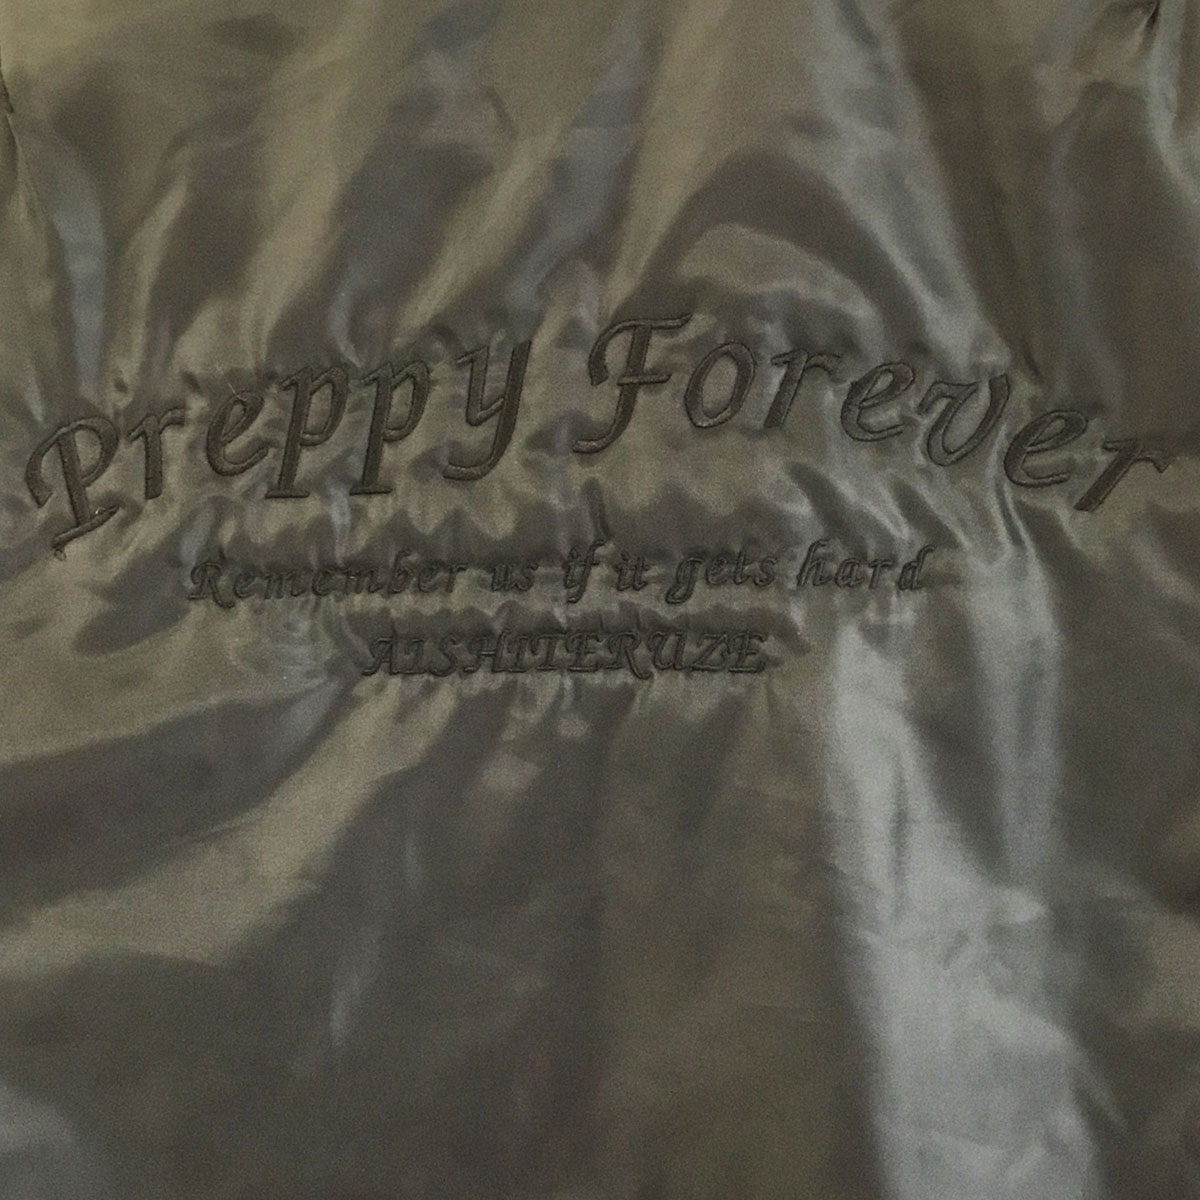 Preppy Forever
Remember us if it gets hard
AISHITERUZE